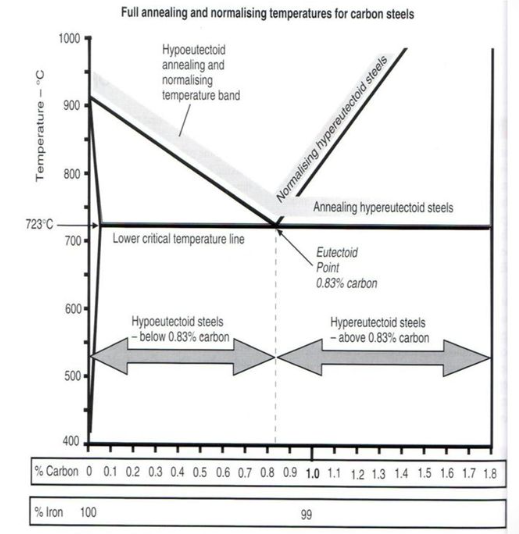 Full annealing and normalising temperatures for carbon steels
Temperature – °C
1000
900
800
723°C
700
600
500
400
Hypoeutectoid
annealing and
normalising
temperature band
Normalising hypereutectoid steels
Annealing hypereutectoid steels
Lower critical temperature line
Eutectoid
Point
0.83% carbon
Hypoeutectoid steels
– below 0.83% carbon
Hypereutectoid steels
– above 0.83% carbon
% Carbon 0 0.1 0.2 0.3 0.4 0.5 0.6 0.7 0.8 0.9 1.0 1.1 1.2 1.3 1.4 1.5 1.6 1.7 1.8
% Iron 100 99